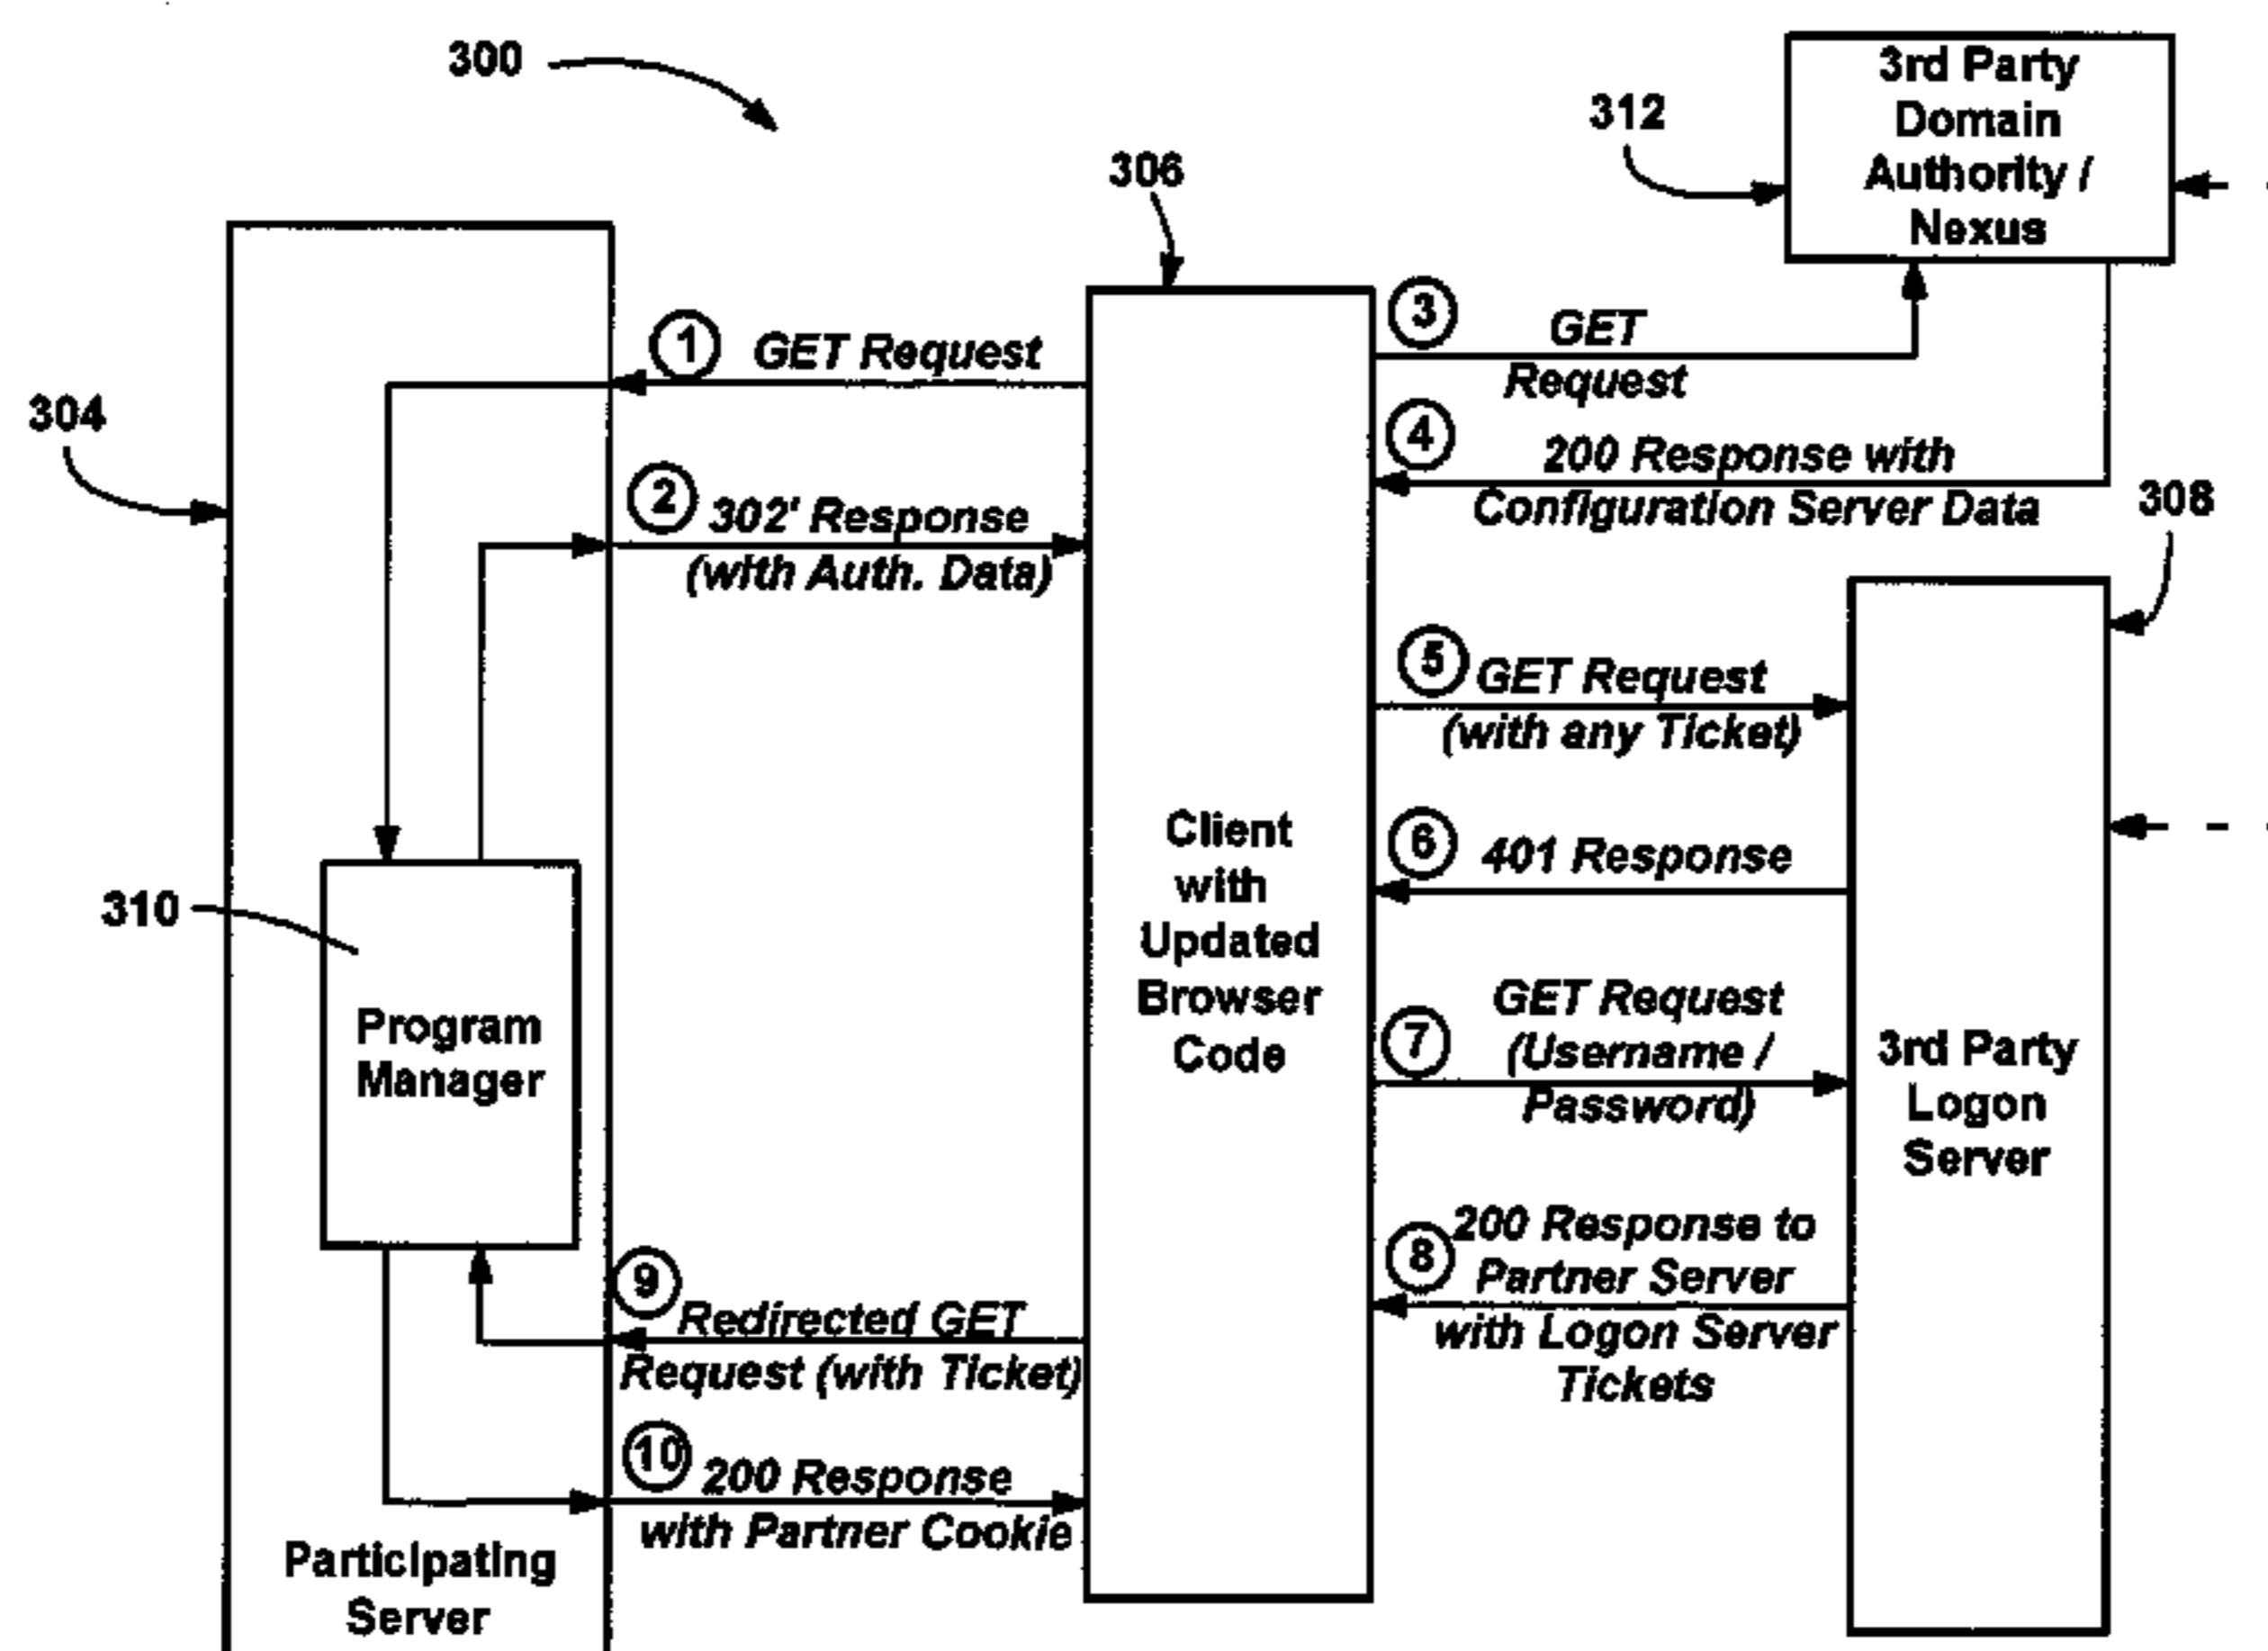 300
3rd Party
Domain
Authority /
Nexus
312
306
304
1
GET Request
2
302' Response
(with Auth. Data)
3
GET
Request
4
200 Response with
Configuration Server Data
308
5
GET Request
(with any Ticket)
6
401 Response
7
GET Request
(Username /
Password)
8
200 Response to
Partner Server
with Logon Server
Tickets
Client
with
Updated
Browser
Code
3rd Party
Logon
Server
310
Program
Manager
9
Redirected GET
Request (with Ticket)
10
200 Response
with Partner Cookie
Participating
Server